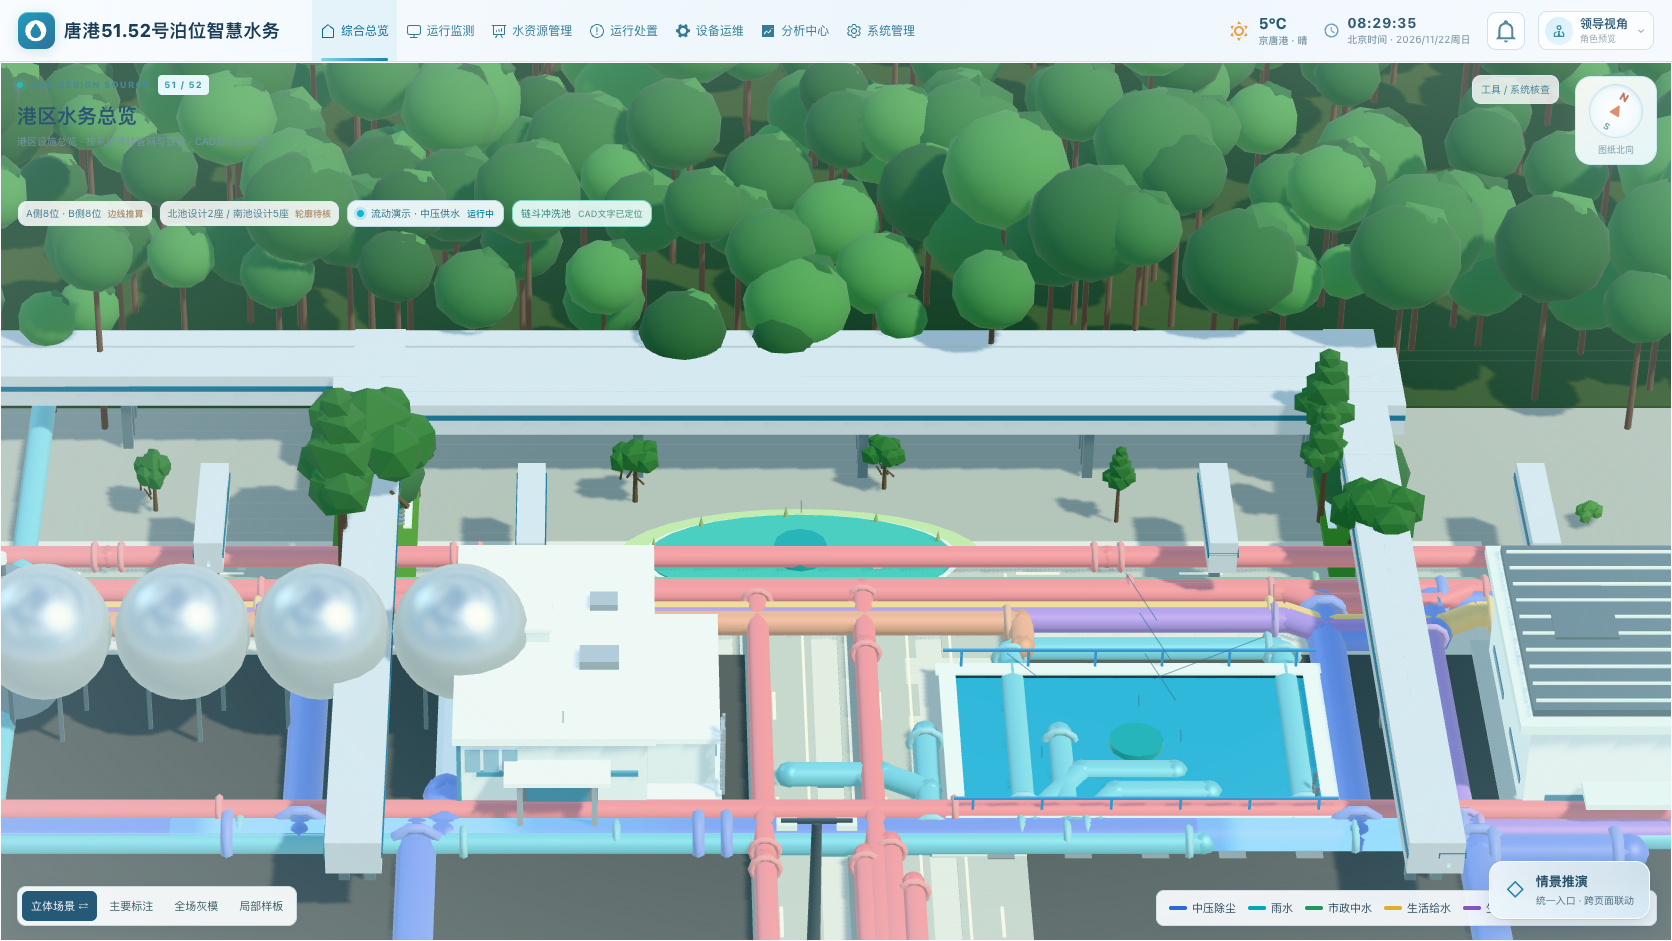 唐港51.52号泊位智慧水务
综合总览
运行监测
水资源管理
运行处置
设备运维
分析中心
系统管理
5°C
京唐港 · 晴
08:29:35
北京时间 · 2026/11/22周日
领导视角
角色预览
51 / 52
工具 / 系统核查
N
S
图纸北向
港区水务总览
A侧8位 · B侧8位 边线推算
北池设计2座 / 南池设计5座 轮廓待核
流动演示 · 中压供水 运行中
链斗冲洗池 CAD文字已定位
立体场景
主要标注
全场灰模
局部样板
中压除尘
雨水
市政中水
生活给水
情景推演
统一入口 · 跨页面联动